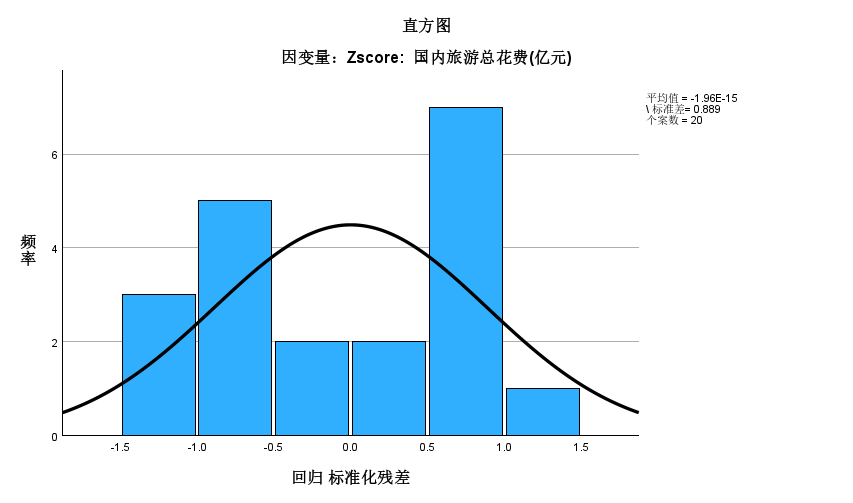 直方图
因变量：Zscore: 国内旅游总花费(亿元)
平均值 = -1.96E-15
\ 标准差= 0.889
个案数 = 20
频率
6
4
2
0
-1.5 -1.0 -0.5 0.0 0.5 1.0 1.5
回归 标准化残差